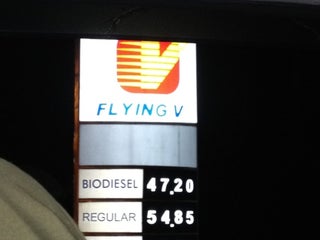 FLYING V
BIODIESEL 47.20
REGULAR 54.85